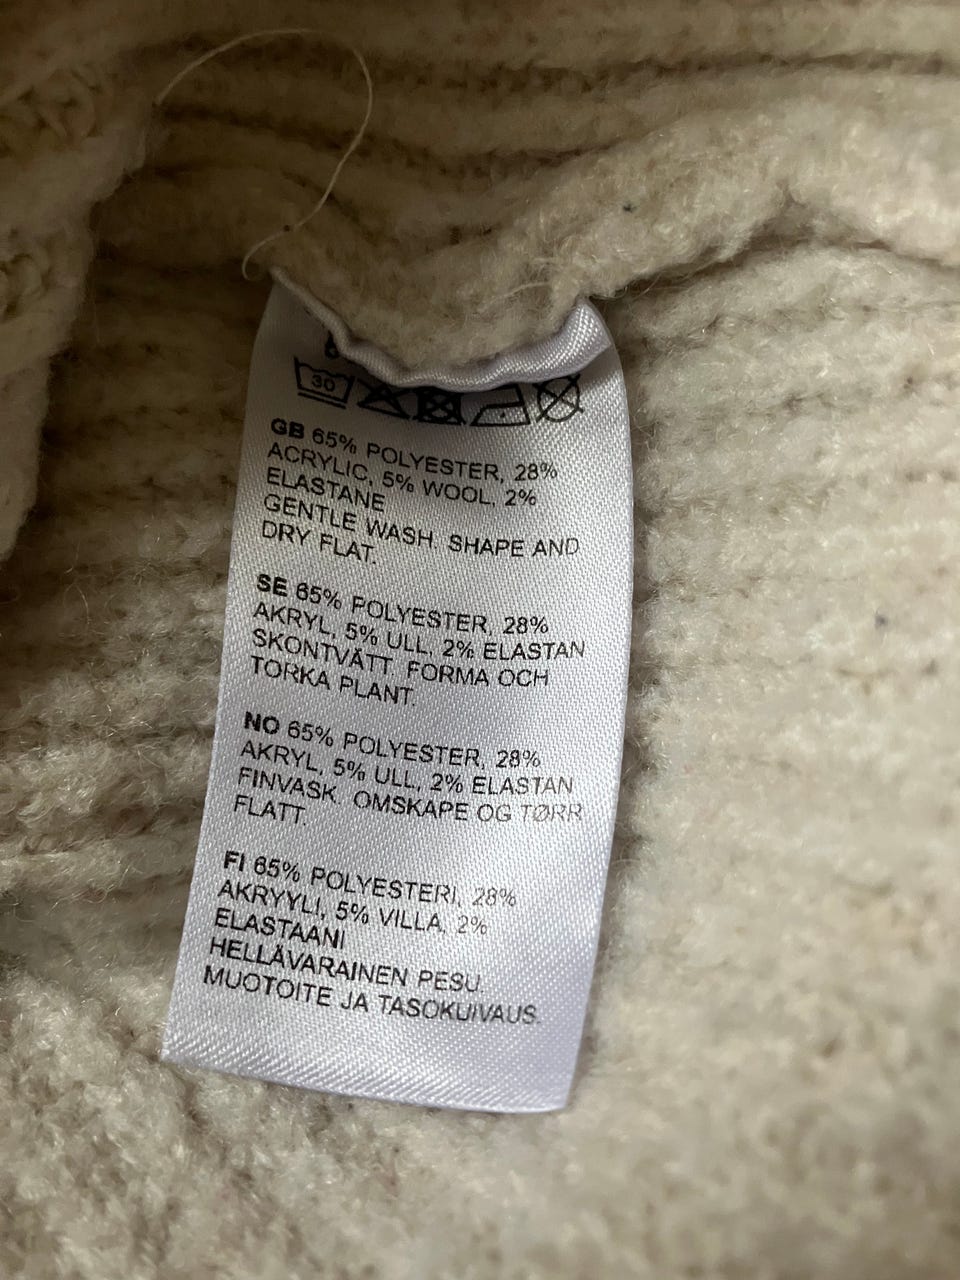 30
GB 65% POLYESTER, 28%
ACRYLIC, 5% WOOL, 2%
ELASTANE
GENTLE WASH. SHAPE AND
DRY FLAT.
SE 65% POLYESTER, 28%
AKRYL, 5% ULL, 2% ELASTAN
SKONTVÄTT. FORMA OCH
TORKA PLANT.
NO 65% POLYESTER, 28%
AKRYL, 5% ULL, 2% ELASTAN
FINVASK. OMSKAPE OG TØRR
FLATT.
FI 65% POLYESTERI, 28%
AKRYYLI, 5% VILLA, 2%
ELASTAANI
HELLÄVARAINEN PESU
MUOTOITE JA TASOKUIVAUS.